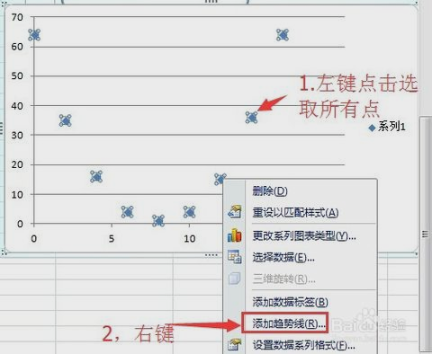 70
60
50
40
30
20
10
0
0
5
10
1.左键点击选
取所有点
系列1
删除(D)
重设以匹配样式(A)
更改系列图表类型(Y)...
选择数据(E)...
三维旋转(R)...
添加数据标签(B)
添加趋势线(R)...
设置数据系列格式(F)...
2，右键